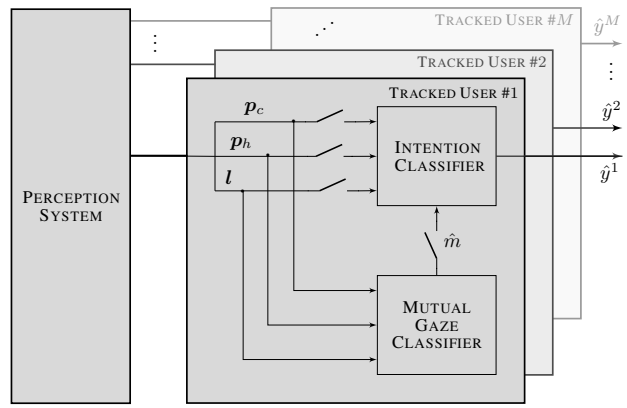 TRACKED USER #M
ŷ^M
TRACKED USER #2
TRACKED USER #1
p_c
p_h
l
INTENTION
CLASSIFIER
ŷ^2
ŷ^1
PERCEPTION
SYSTEM
m̂
MUTUAL
GAZE
CLASSIFIER